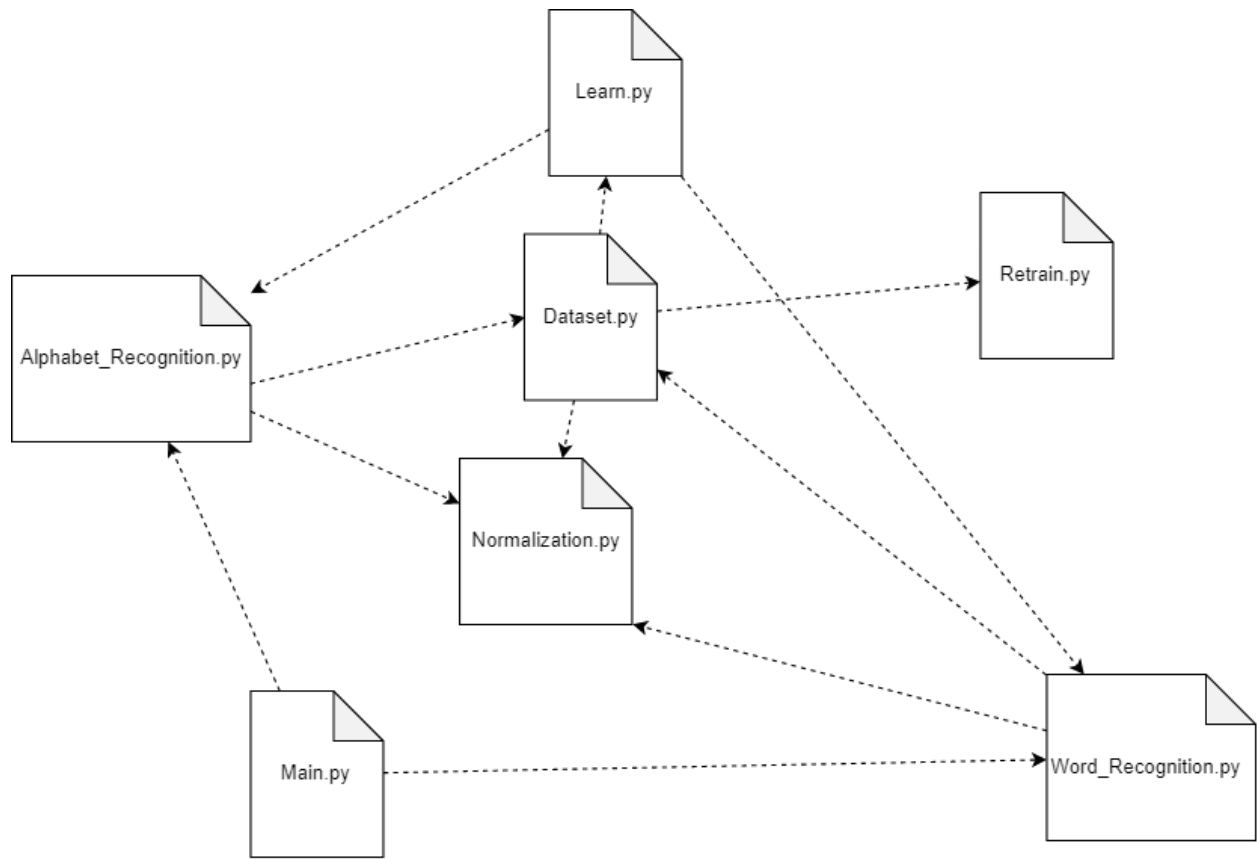 Learn.py
Retrain.py
Dataset.py
Alphabet_Recognition.py
Normalization.py
Main.py
Word_Recognition.py